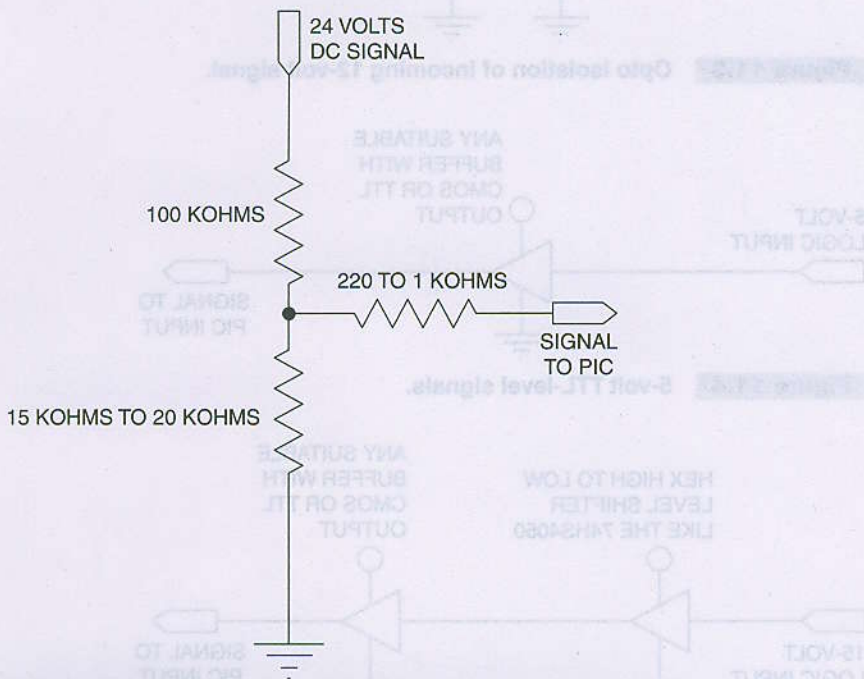 24 VOLTS
DC SIGNAL
100 KOHMS
220 TO 1 KOHMS
SIGNAL
TO PIC
15 KOHMS TO 20 KOHMS